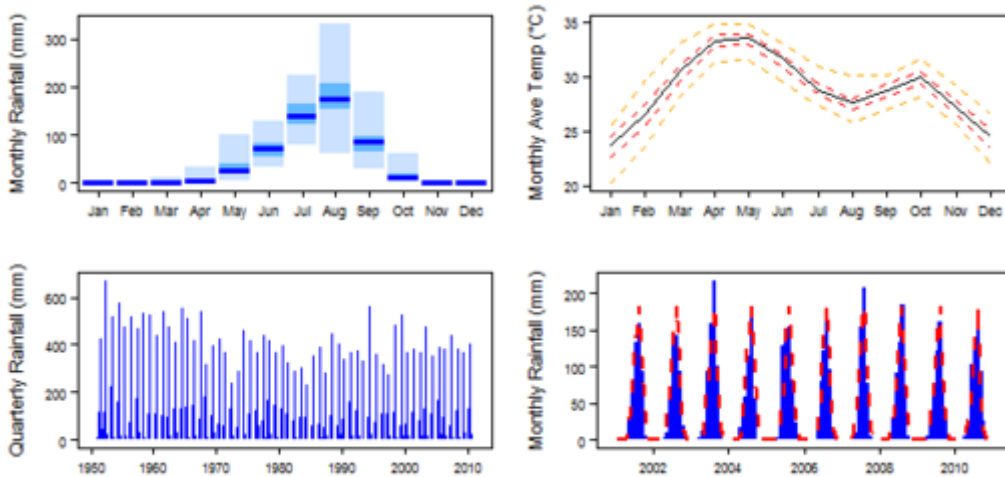 Monthly Rainfall (mm)
300
200
100
0
Jan Feb Mar Apr May Jun Jul Aug Sep Oct Nov Dec
Monthly Ave Temp (°C)
35
30
25
20
Jan Feb Mar Apr May Jun Jul Aug Sep Oct Nov Dec
Quarterly Rainfall (mm)
600
400
200
0
1950 1960 1970 1980 1990 2000 2010
Monthly Rainfall (mm)
200
150
100
50
0
2002 2004 2006 2008 2010